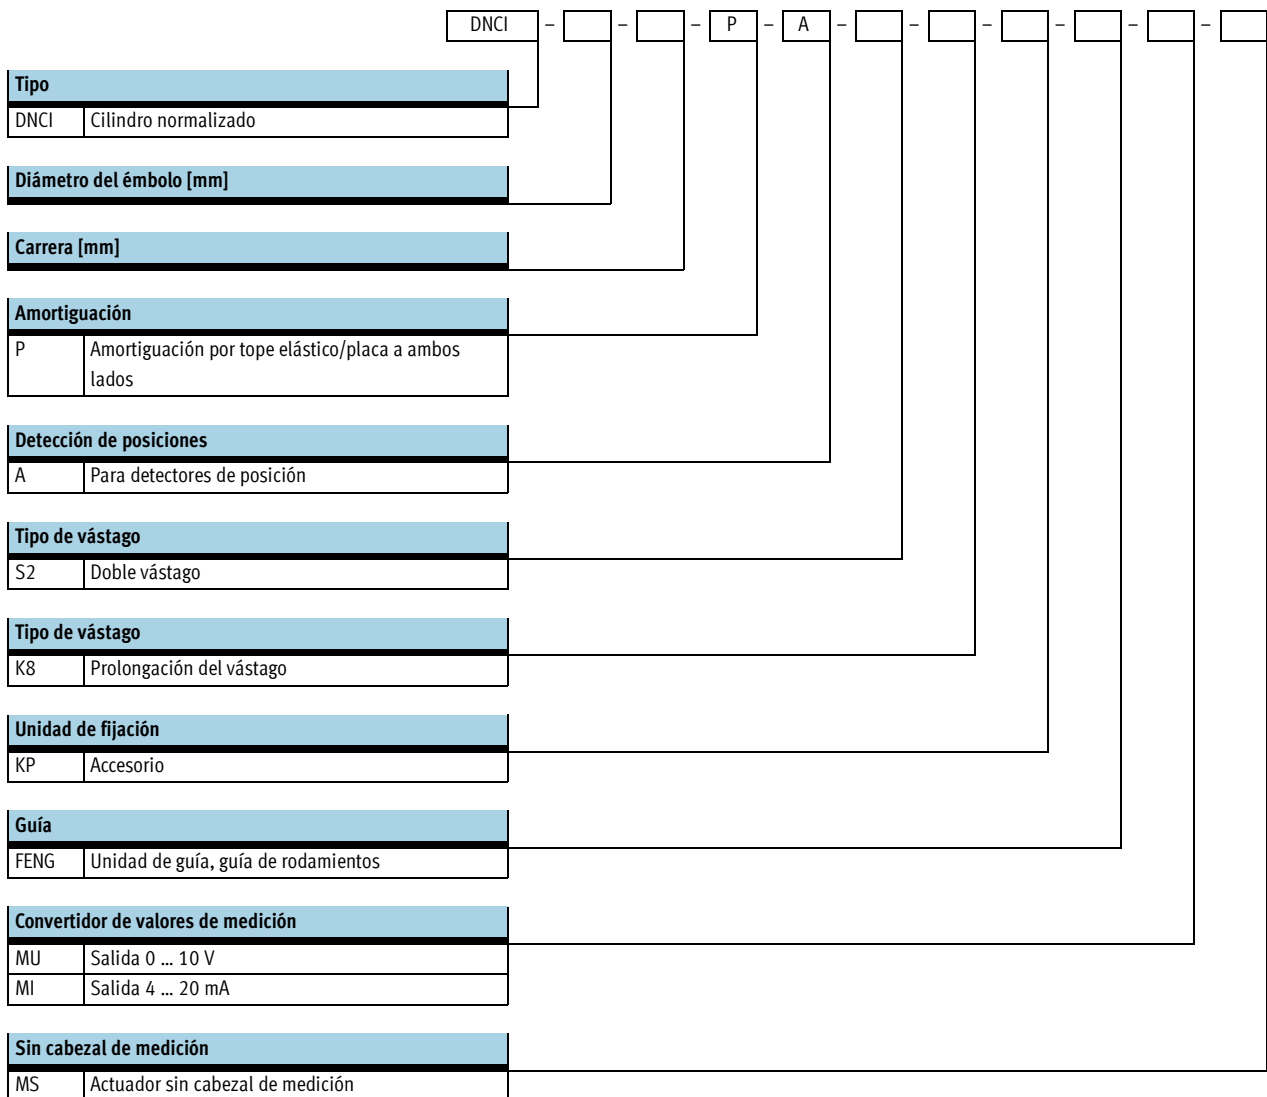 DNCI – – – P – A – – – – – –
Tipo
DNCI Cilindro normalizado
Diámetro del émbolo [mm]
Carrera [mm]
Amortiguación
P Amortiguación por tope elástico/placa a ambos
lados
Detección de posiciones
A Para detectores de posición
Tipo de vástago
S2 Doble vástago
Tipo de vástago
K8 Prolongación del vástago
Unidad de fijación
KP Accesorio
Guía
FENG Unidad de guía, guía de rodamientos
Convertidor de valores de medición
MU Salida 0 ... 10 V
MI Salida 4 ... 20 mA
Sin cabezal de medición
MS Actuador sin cabezal de medición